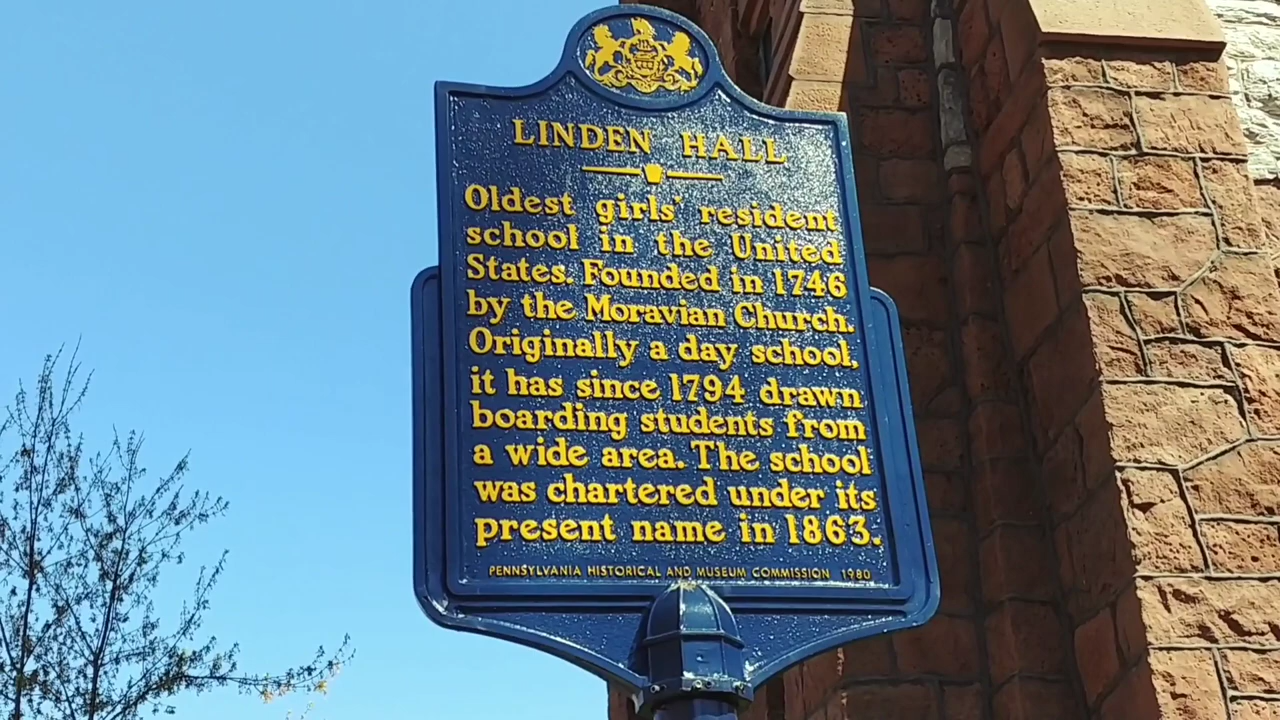 LINDEN HALL
Oldest girls' resident
school in the United
States. Founded in 1746
by the Moravian Church.
Originally a day school,
it has since 1794 drawn
boarding students from
a wide area. The school
was chartered under its
present name in 1863.
PENNSYLVANIA HISTORICAL AND MUSEUM COMMISSION 1980